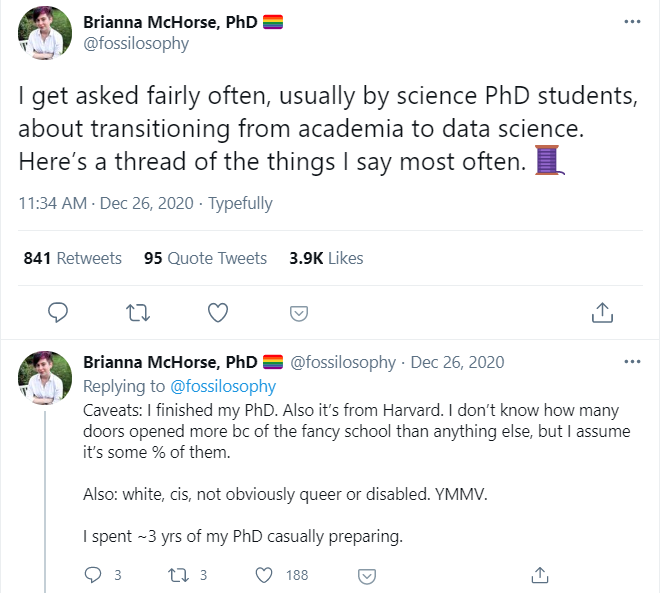 Brianna McHorse, PhD 🏳️‍🌈
@fossilosophy
I get asked fairly often, usually by science PhD students,
about transitioning from academia to data science.
Here’s a thread of the things I say most often. 🧵
11:34 AM · Dec 26, 2020 · Typefully
841 Retweets 95 Quote Tweets 3.9K Likes
Brianna McHorse, PhD 🏳️‍🌈 @fossilosophy · Dec 26, 2020
Replying to @fossilosophy
Caveats: I finished my PhD. Also it’s from Harvard. I don’t know how many
doors opened more bc of the fancy school than anything else, but I assume
it’s some % of them.
Also: white, cis, not obviously queer or disabled. YMMV.
I spent ~3 yrs of my PhD casually preparing.
3 3 188